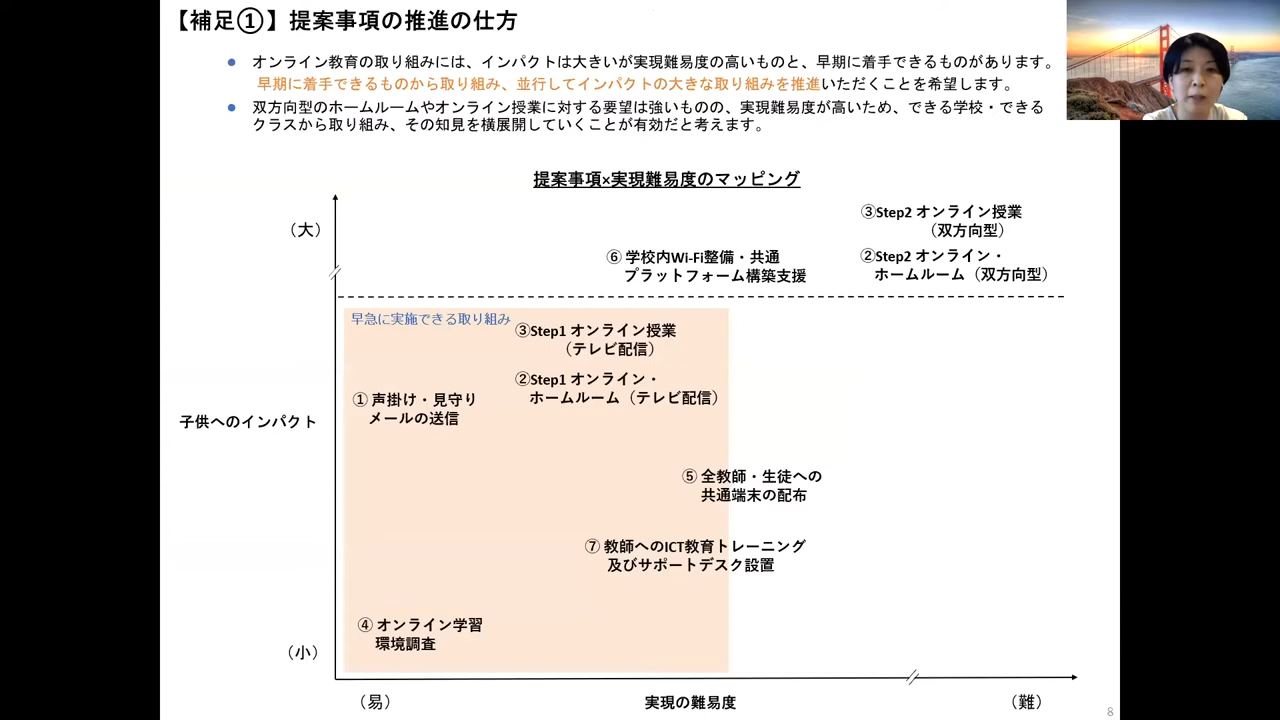 【補足①】提案事項の推進の仕方
● オンライン教育の取り組みには、インパクトは大きいが実現難易度の高いものと、早期に着手できるものがあります。
早期に着手できるものから取り組み、並行してインパクトの大きな取り組みを推進いただくことを希望します。
● 双方向型のホームルームやオンライン授業に対する要望は強いものの、実現難易度が高いため、できる学校・できる
クラスから取り組み、その知見を横展開していくことが有効だと考えます。
提案事項×実現難易度のマッピング
（大）
③Step2 オンライン授業
（双方向型）
⑥ 学校内Wi-Fi整備・共通
プラットフォーム構築支援
②Step2 オンライン・
ホームルーム（双方向型）
早急に実施できる取り組み
③Step1 オンライン授業
（テレビ配信）
②Step1 オンライン・
ホームルーム（テレビ配信）
① 声掛け・見守り
メールの送信
子供へのインパクト
⑤ 全教師・生徒への
共通端末の配布
⑦ 教師へのICT教育トレーニング
及びサポートデスク設置
④ オンライン学習
環境調査
（小）
（易）
実現の難易度
（難）
8